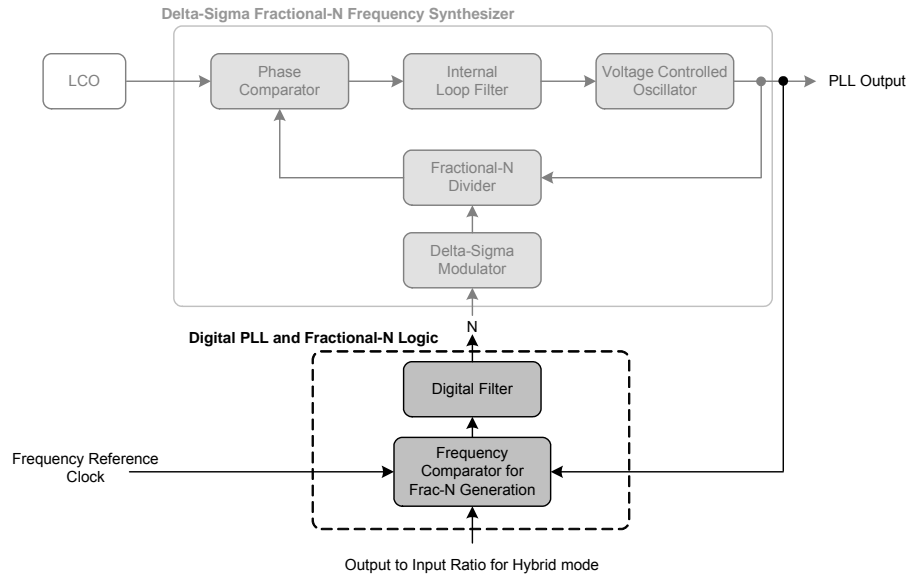 Delta-Sigma Fractional-N Frequency Synthesizer
LCO
Phase
Comparator
Internal
Loop Filter
Voltage Controlled
Oscillator
PLL Output
Fractional-N
Divider
Delta-Sigma
Modulator
N
Digital PLL and Fractional-N Logic
Digital Filter
Frequency Reference
Clock
Frequency
Comparator for
Frac-N Generation
Output to Input Ratio for Hybrid mode